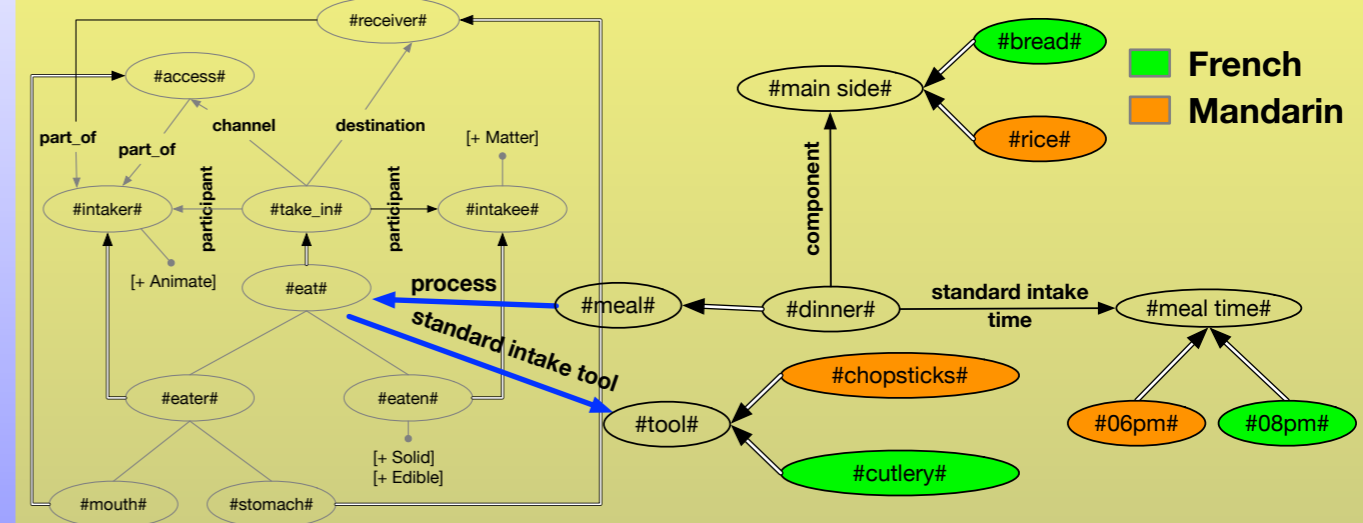 #receiver#
#bread#
French
#access#
#main side#
Mandarin
channel
destination
part_of
part_of
[+ Matter]
#rice#
component
#intaker#
participant
#take_in#
participant
#intakee#
[+ Animate]
#eat#
process
#meal#
#dinner#
standard intake
time
#meal time#
standard intake tool
#chopsticks#
#eater#
#eaten#
#tool#
#06pm#
#08pm#
[+ Solid]
[+ Edible]
#cutlery#
#mouth#
#stomach#